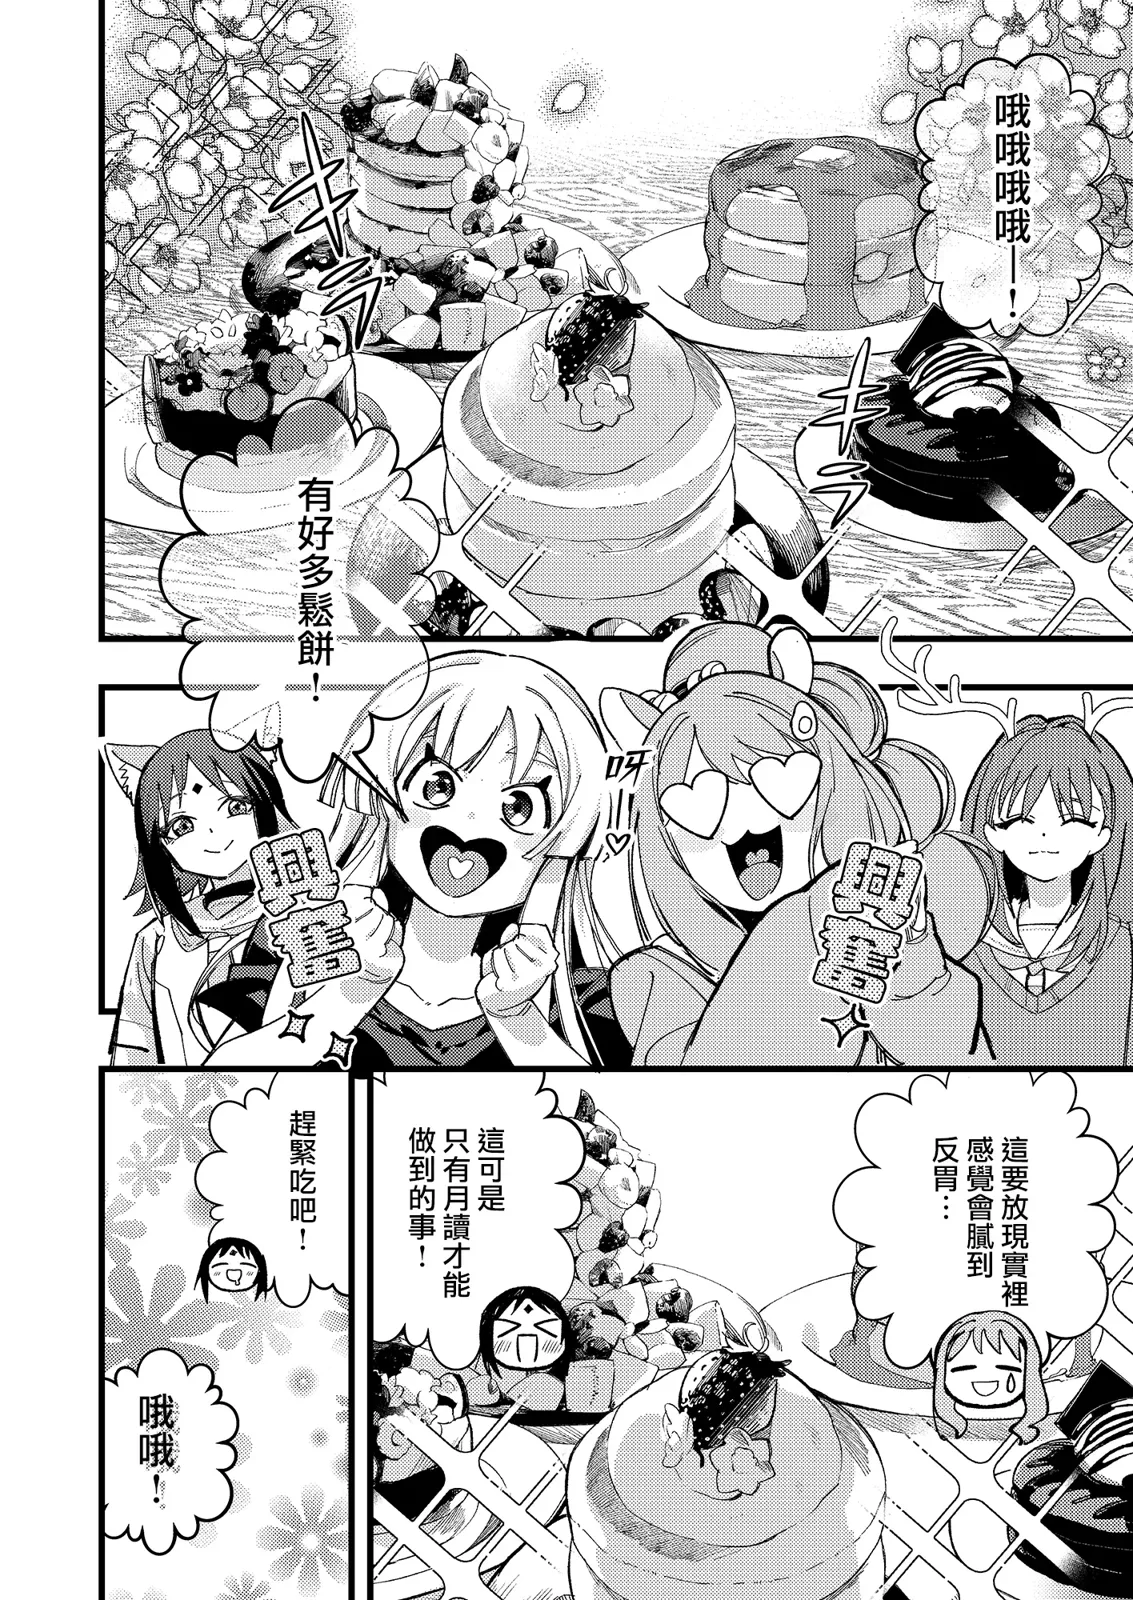 哦哦哦哦—！
キラ
キラ
有好多鬆餅！
呀——♡
興奮
興奮
這要放現實裡
感覺會膩到
反胃…
這可是
只有月讀才能
做到的事！
趕緊吃吧！
哦哦！